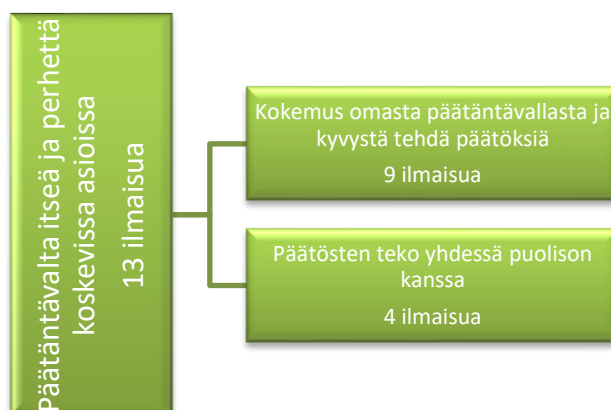 Päätäntävalta itseä ja perhettä
koskevissa asioissa
13 ilmaisua
Kokemus omasta päätäntävallasta ja
kyvystä tehdä päätöksiä
9 ilmaisua
Päätösten teko yhdessä puolison
kanssa
4 ilmaisua